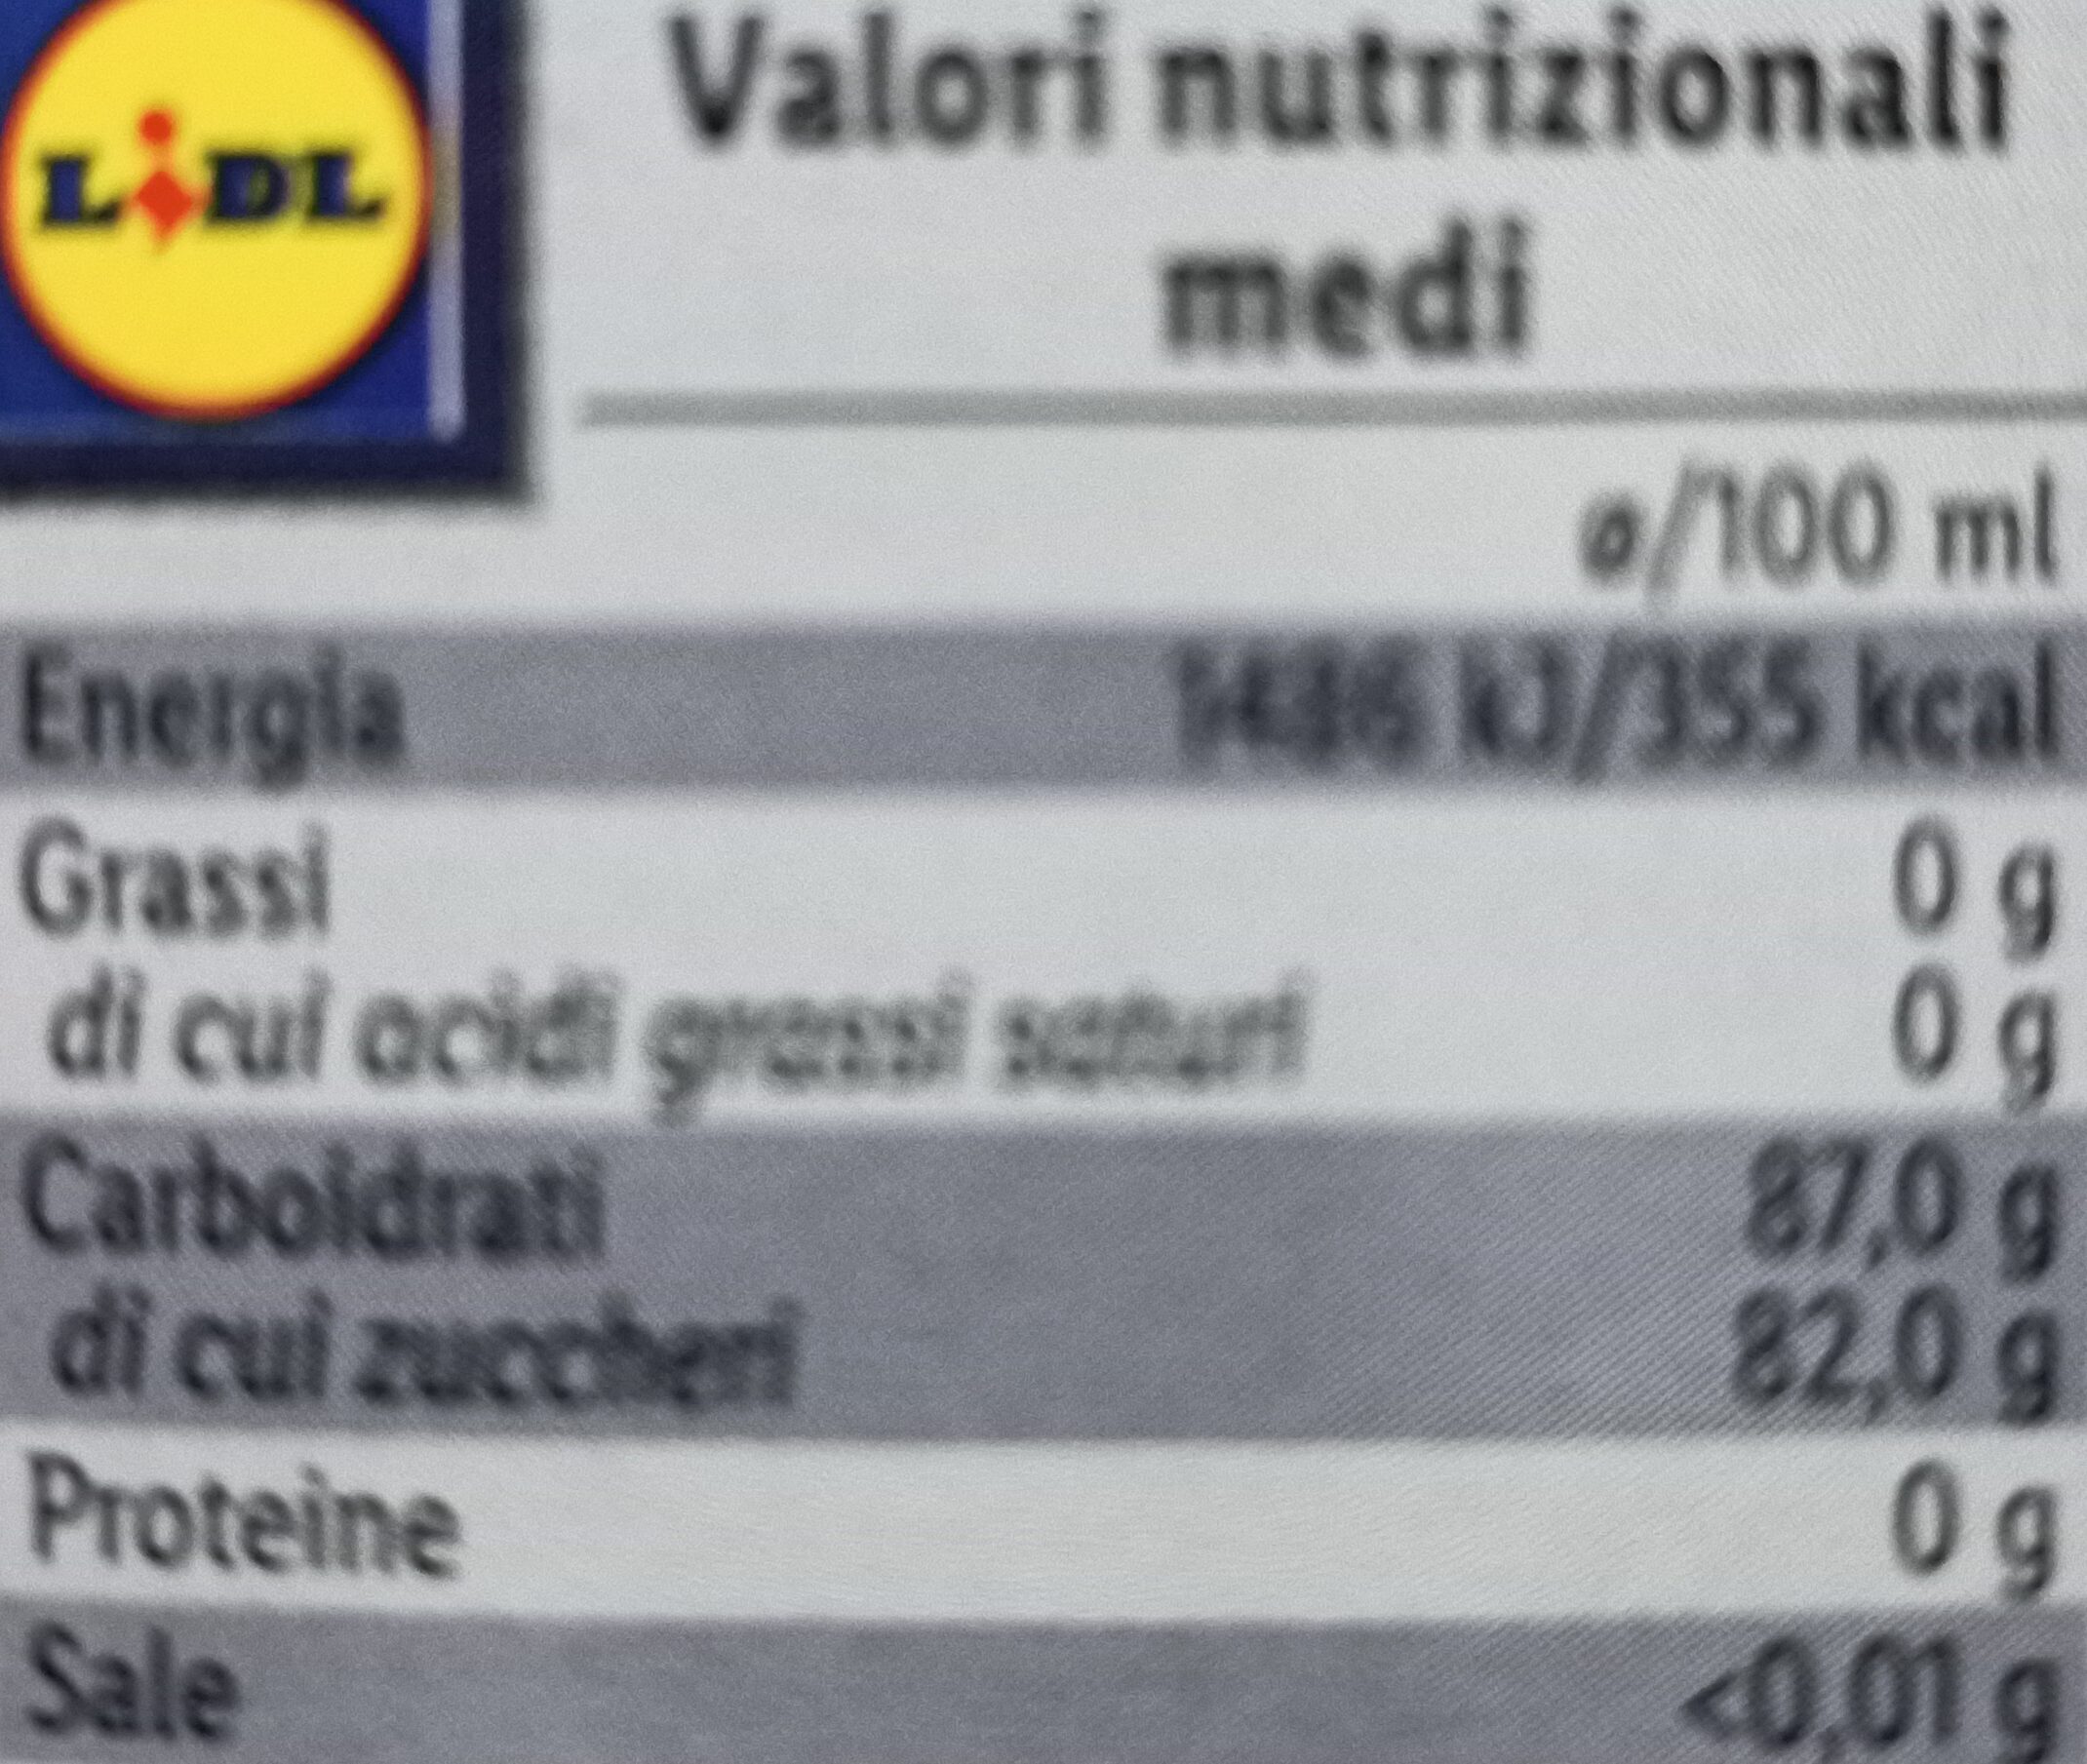 LiDL
Valori nutrizionali
medi
ø/100 ml
Energia kJ/355 kcal
Grassi 0 g
di cui acidi grassi saturi 0 g
Carboidrati 87,0 g
di cui zuccheri 82,0 g
Proteine 0 g
Sale <0,01 g